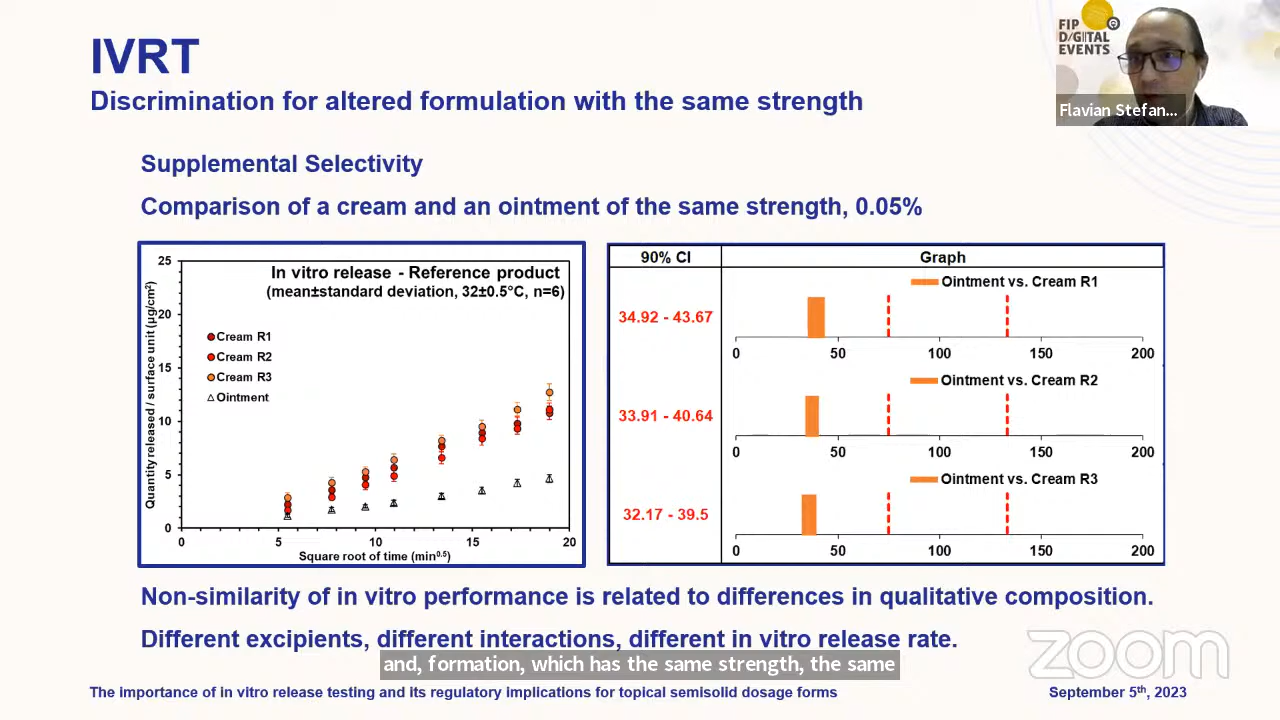 IVRT
Discrimination for altered formulation with the same strength
FIP
DIGITAL
EVENTS
Flavian Stefan...
Supplemental Selectivity
Comparison of a cream and an ointment of the same strength, 0.05%
25
20
15
10
5
0
Quantity released / surface unit (µg/cm²)
In vitro release - Reference product
(mean±standard deviation, 32±0.5°C, n=6)
Cream R1
Cream R2
Cream R3
Ointment
0 5 10 15 20
Square root of time (min⁰·⁵)
90% CI Graph
Ointment vs. Cream R1
34.92 - 43.67
0 50 100 150 200
Ointment vs. Cream R2
33.91 - 40.64
0 50 100 150 200
Ointment vs. Cream R3
32.17 - 39.5
0 50 100 150 200
Non-similarity of in vitro performance is related to differences in qualitative composition.
Different excipients, different interactions, different in vitro release rate.
and, formation, which has the same strength, the same
zoom
The importance of in vitro release testing and its regulatory implications for topical semisolid dosage forms
September 5th, 2023